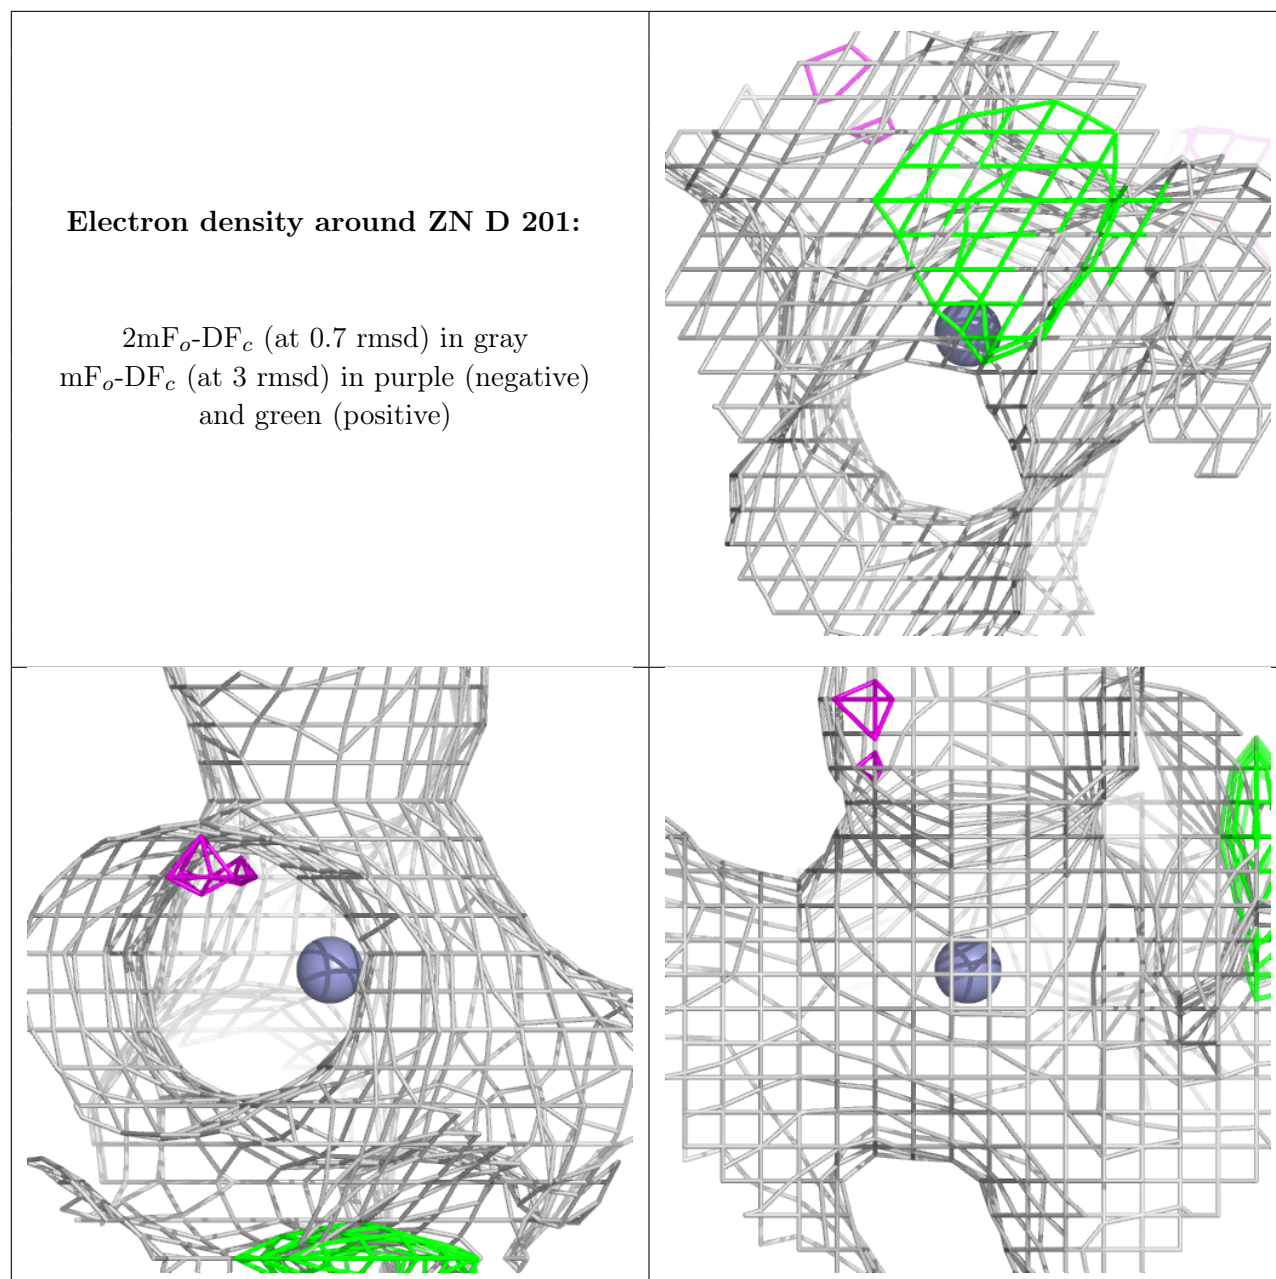 Electron density around ZN D 201:
2mFo-DFc (at 0.7 rmsd) in gray
mFo-DFc (at 3 rmsd) in purple (negative)
and green (positive)